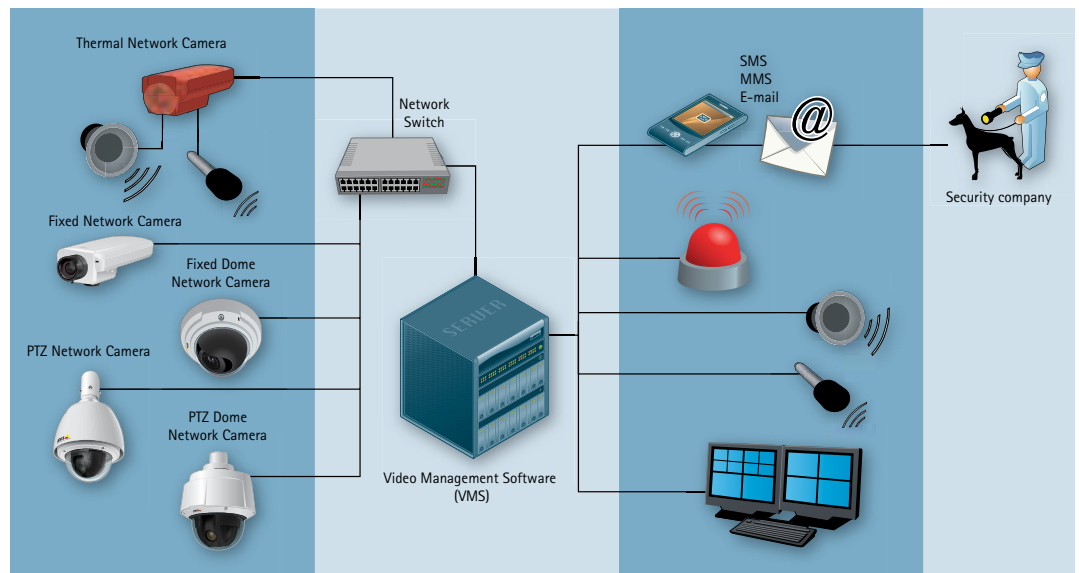 Thermal Network Camera
Network
Switch
SMS
MMS
E-mail
@
Security company
Fixed Network Camera
Fixed Dome
Network Camera
SERVER
PTZ Network Camera
PTZ Dome
Network Camera
Video Management Software
(VMS)
AXIS